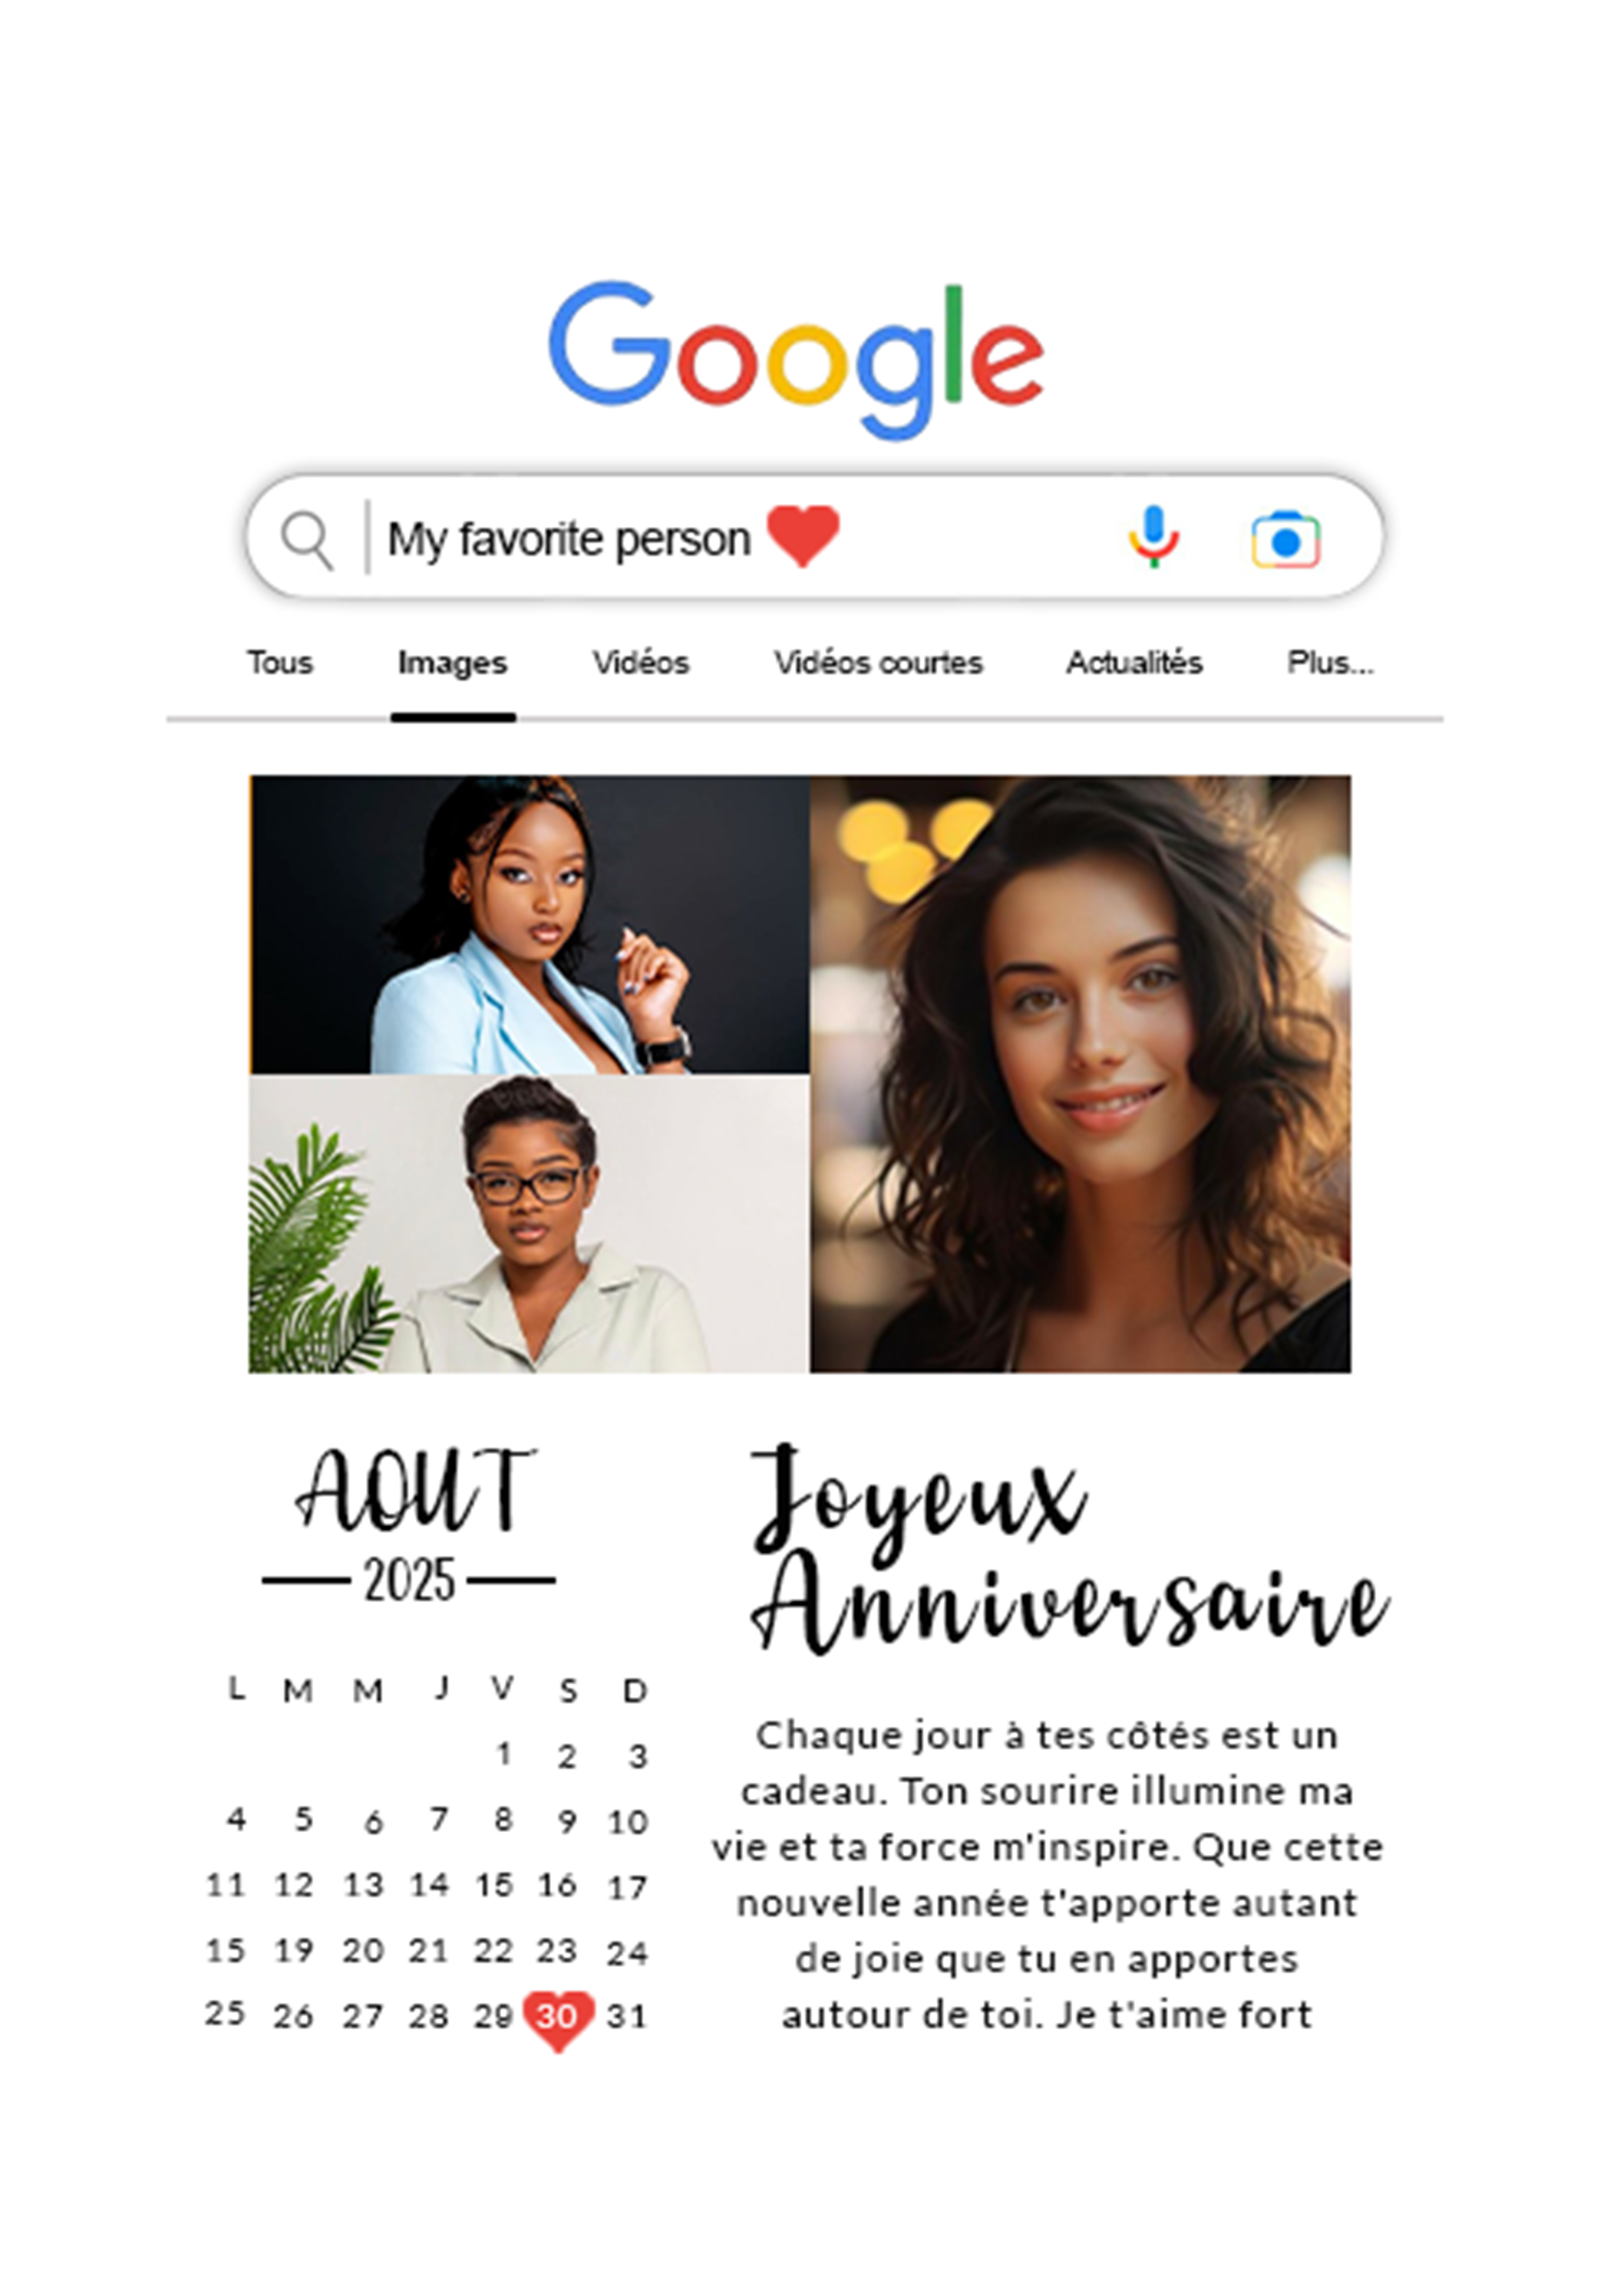 Google
My favorite person
Tous Images Vidéos Vidéos courtes Actualités Plus...
AOUT
2025
L M M J V S D
1 2 3
4 5 6 7 8 9 10
11 12 13 14 15 16 17
15 19 20 21 22 23 24
25 26 27 28 29 30 31
Joyeux
Anniversaire
Chaque jour à tes côtés est un
cadeau. Ton sourire illumine ma
vie et ta force m'inspire. Que cette
nouvelle année t'apporte autant
de joie que tu en apportes
autour de toi. Je t'aime fort